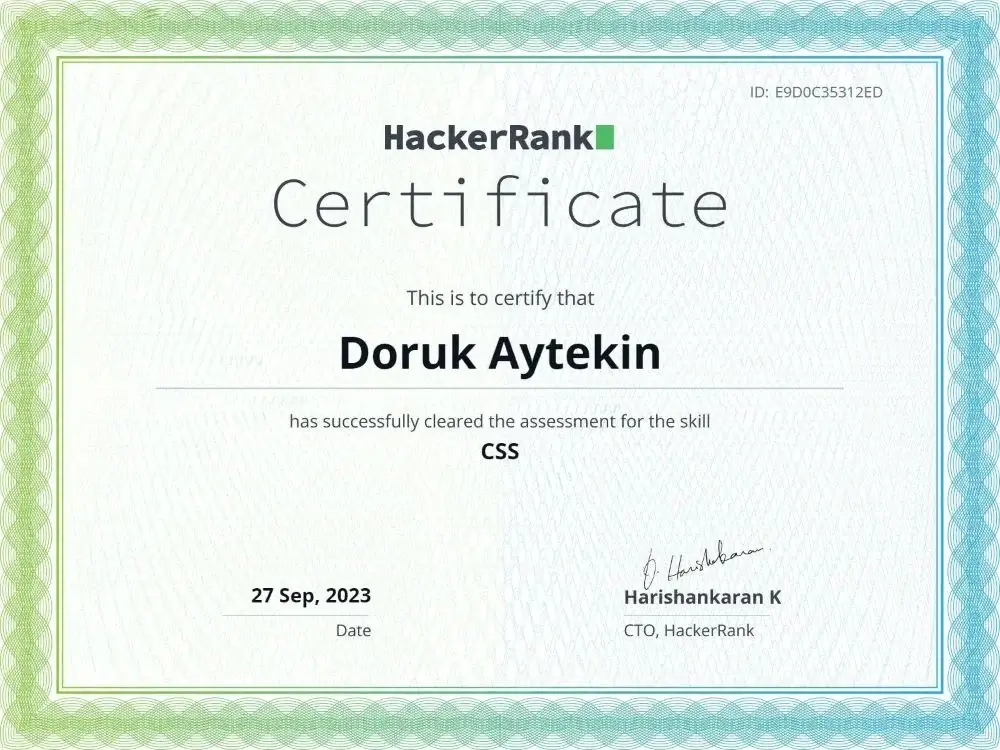 ID: E9D0C35312ED
HackerRank
Certificate
This is to certify that
Doruk Aytekin
has successfully cleared the assessment for the skill
CSS
27 Sep, 2023
Date
Harishankaran K
CTO, HackerRank